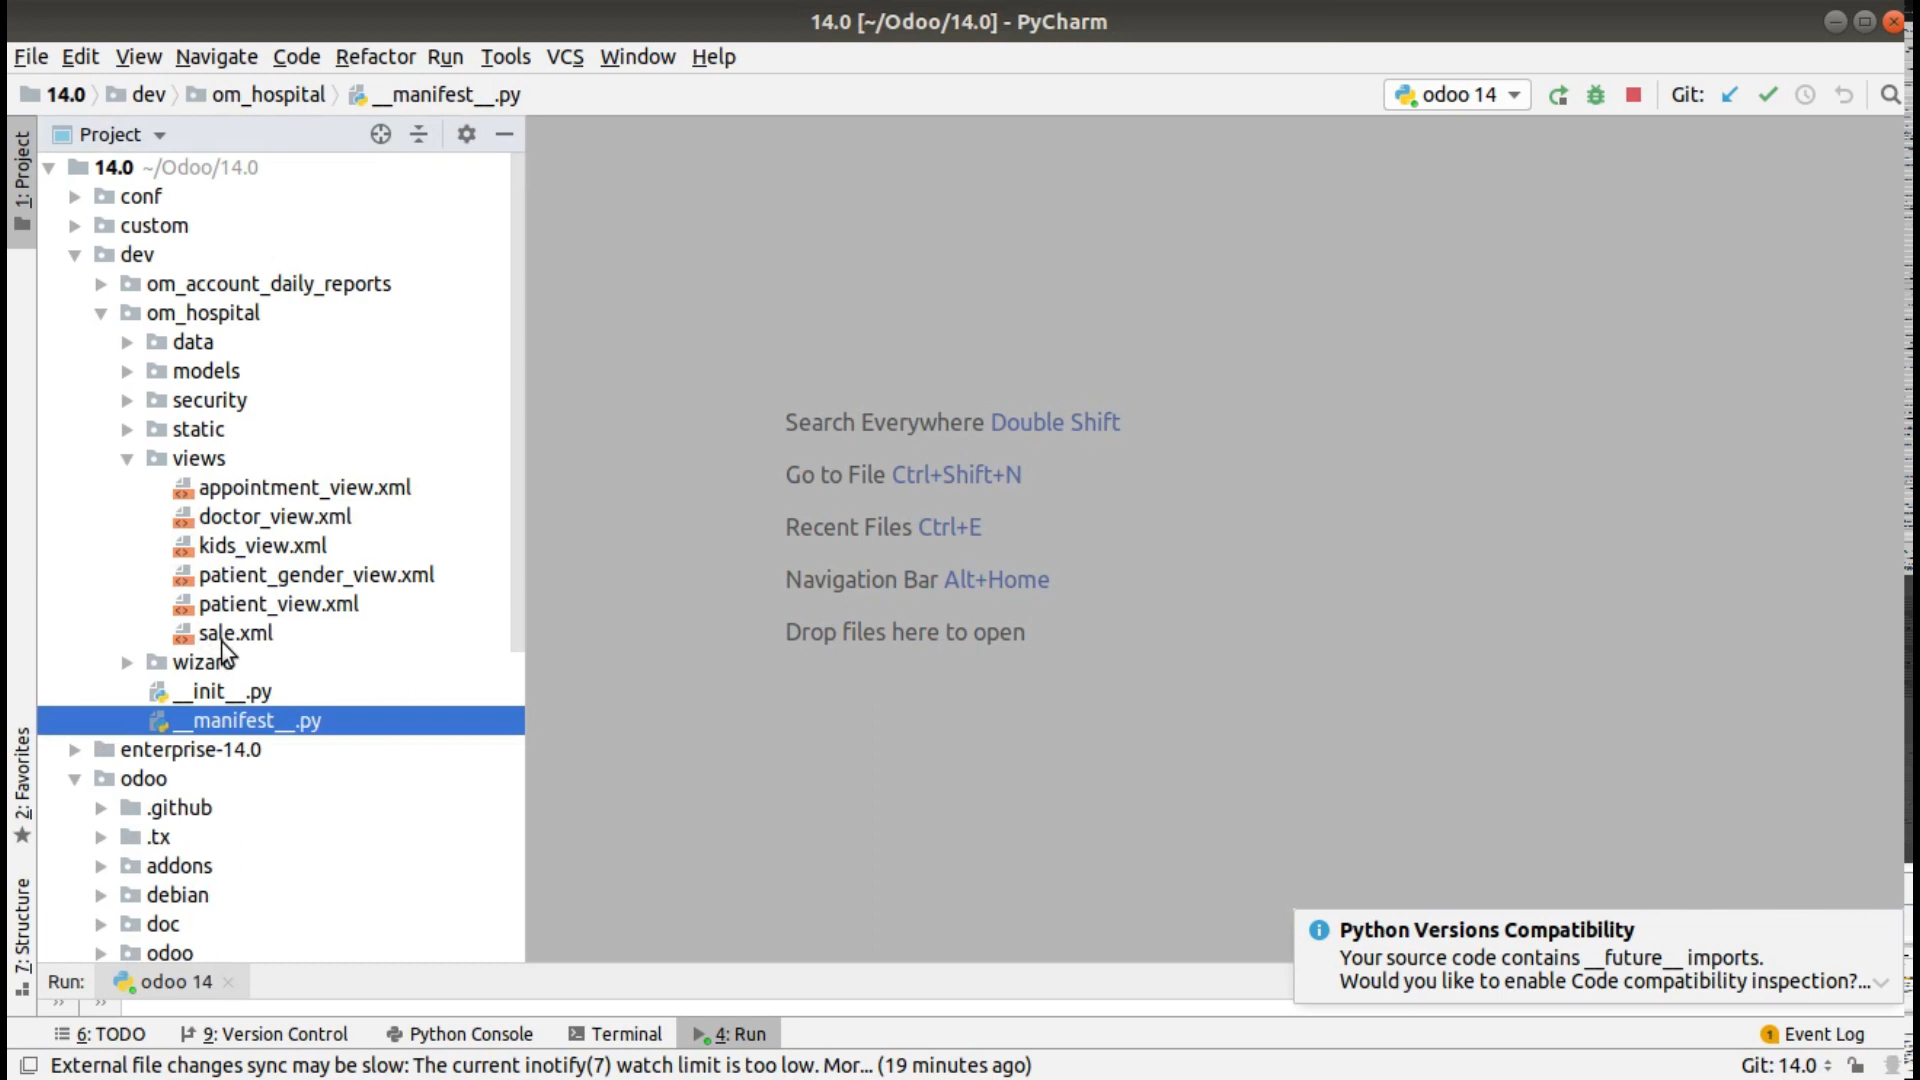 14.0 [~/Odoo/14.0] - PyCharm
File Edit View Navigate Code Refactor Run Tools VCS Window Help
14.0 dev om_hospital __manifest__.py odoo 14 Git:
Project
1: Project
14.0 ~/Odoo/14.0
conf
custom
dev
om_account_daily_reports
om_hospital
data
models
security
static
views
appointment_view.xml
doctor_view.xml
kids_view.xml
patient_gender_view.xml
patient_view.xml
sale.xml
wizard
__init__.py
__manifest__.py
enterprise-14.0
odoo
.github
.tx
addons
debian
doc
odoo
2: Favorites
7: Structure
Search Everywhere Double Shift
Go to File Ctrl+Shift+N
Recent Files Ctrl+E
Navigation Bar Alt+Home
Drop files here to open
Python Versions Compatibility
Your source code contains __future__ imports.
Would you like to enable Code compatibility inspection?...
Run: odoo 14
» »
6: TODO 9: Version Control Python Console Terminal 4: Run 1 Event Log
External file changes sync may be slow: The current inotify(7) watch limit is too low. Mor... (19 minutes ago) Git: 14.0